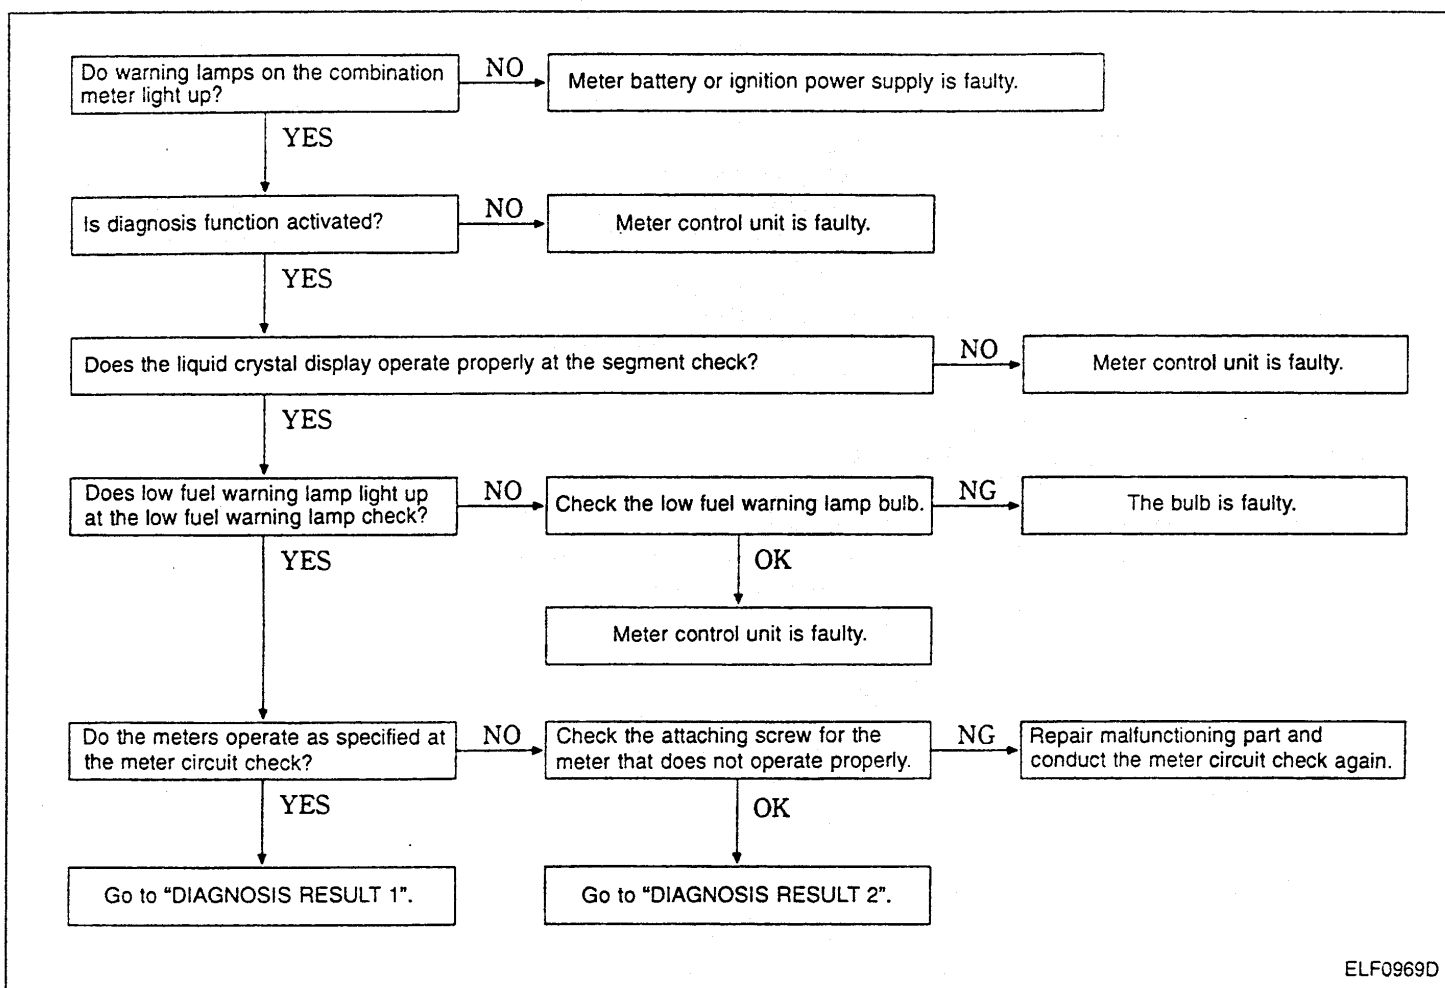 Do warning lamps on the combination
meter light up?
NO
Meter battery or ignition power supply is faulty.
YES
Is diagnosis function activated?
NO
Meter control unit is faulty.
YES
Does the liquid crystal display operate properly at the segment check?
NO
Meter control unit is faulty.
YES
Does low fuel warning lamp light up
at the low fuel warning lamp check?
NO
Check the low fuel warning lamp bulb.
NG
The bulb is faulty.
YES
OK
Meter control unit is faulty.
Do the meters operate as specified at
the meter circuit check?
NO
Check the attaching screw for the
meter that does not operate properly.
NG
Repair malfunctioning part and
conduct the meter circuit check again.
YES
OK
Go to “DIAGNOSIS RESULT 1”.
Go to “DIAGNOSIS RESULT 2”.
ELF0969D